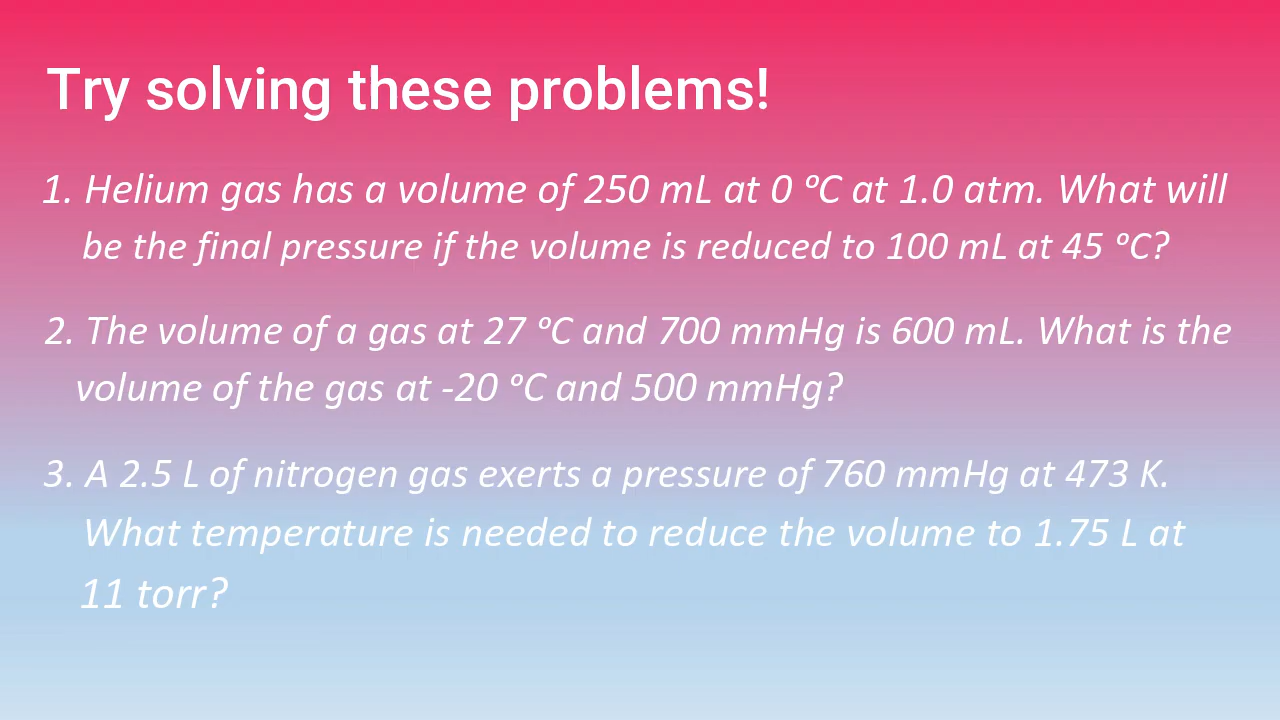 Try solving these problems!
1. Helium gas has a volume of 250 mL at 0 ºC at 1.0 atm. What will
be the final pressure if the volume is reduced to 100 mL at 45 ºC?
2. The volume of a gas at 27 ºC and 700 mmHg is 600 mL. What is the
volume of the gas at -20 ºC and 500 mmHg?
3. A 2.5 L of nitrogen gas exerts a pressure of 760 mmHg at 473 K.
What temperature is needed to reduce the volume to 1.75 L at
11 torr?